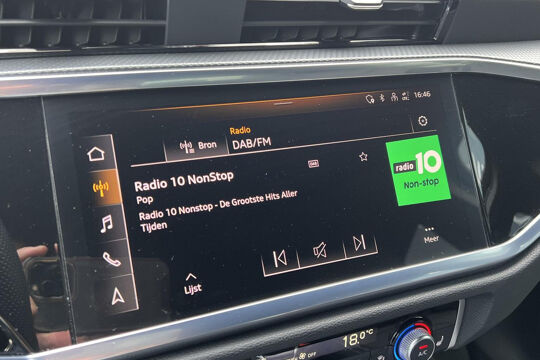 16:46
Radio
Bron
DAB/FM
Radio 10 NonStop
Pop
Radio 10 Nonstop - De Grootste Hits Aller
Tijden
radio 10
Non-stop
Lijst
Meer
18.0 °C
A/C